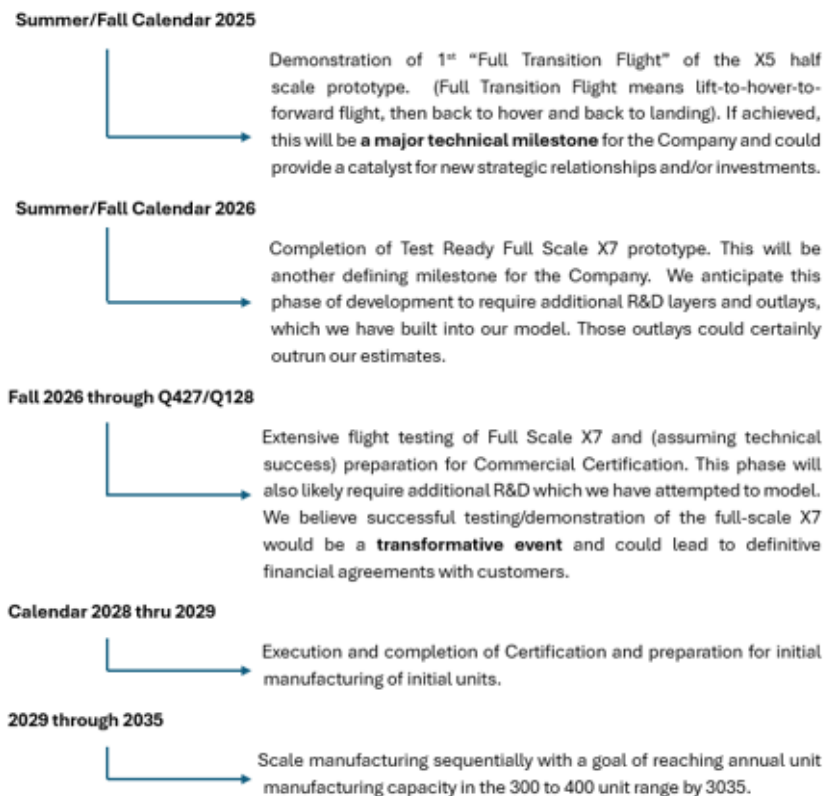 Summer/Fall Calendar 2025
Demonstration of 1st “Full Transition Flight” of the X5 half
scale prototype. (Full Transition Flight means lift-to-hover-to-
forward flight, then back to hover and back to landing). If achieved,
this will be a major technical milestone for the Company and could
provide a catalyst for new strategic relationships and/or investments.
Summer/Fall Calendar 2026
Completion of Test Ready Full Scale X7 prototype. This will be
another defining milestone for the Company. We anticipate this
phase of development to require additional R&D layers and outlays,
which we have built into our model. Those outlays could certainly
outrun our estimates.
Fall 2026 through Q427/Q128
Extensive flight testing of Full Scale X7 and (assuming technical
success) preparation for Commercial Certification. This phase will
also likely require additional R&D which we have attempted to model.
We believe successful testing/demonstration of the full-scale X7
would be a transformative event and could lead to definitive
financial agreements with customers.
Calendar 2028 thru 2029
Execution and completion of Certification and preparation for initial
manufacturing of initial units.
2029 through 2035
Scale manufacturing sequentially with a goal of reaching annual unit
manufacturing capacity in the 300 to 400 unit range by 3035.